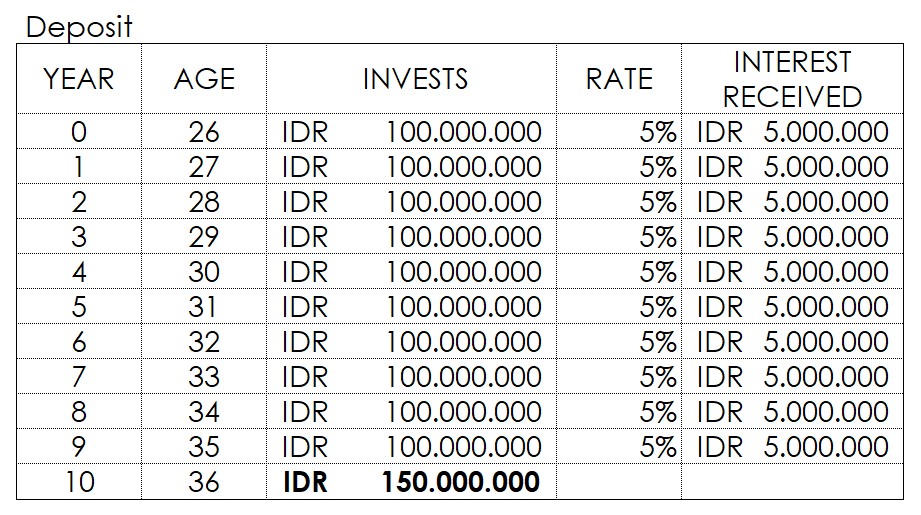 Deposit
YEAR AGE INVESTS RATE INTEREST RECEIVED
0 26 IDR 100.000.000 5% IDR 5.000.000
1 27 IDR 100.000.000 5% IDR 5.000.000
2 28 IDR 100.000.000 5% IDR 5.000.000
3 29 IDR 100.000.000 5% IDR 5.000.000
4 30 IDR 100.000.000 5% IDR 5.000.000
5 31 IDR 100.000.000 5% IDR 5.000.000
6 32 IDR 100.000.000 5% IDR 5.000.000
7 33 IDR 100.000.000 5% IDR 5.000.000
8 34 IDR 100.000.000 5% IDR 5.000.000
9 35 IDR 100.000.000 5% IDR 5.000.000
10 36 IDR 150.000.000